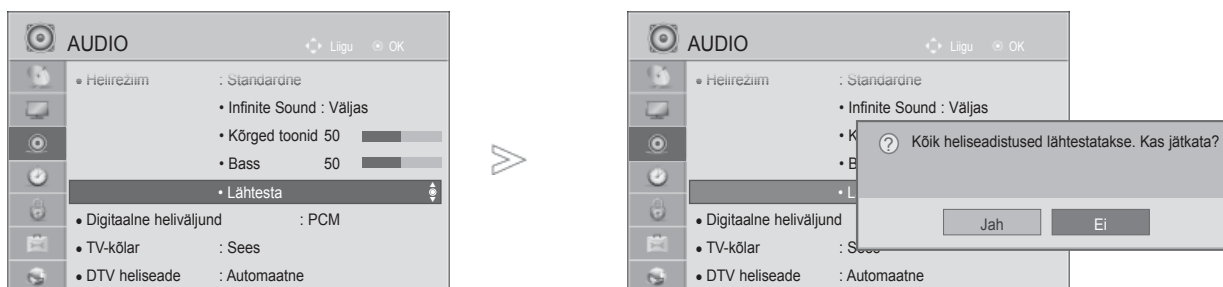 AUDIO
Liigu OK
• Helirežiim : Standardne
• Infinite Sound : Väljas
• Kõrged toonid 50
• Bass 50
• Lähtesta
• Digitaalne heliväljund : PCM
• TV-kõlar : Sees
• DTV heliseade : Automaatne
AUDIO
Liigu OK
• Helirežiim : Standardne
• Infinite Sound : Väljas
• K
• B
• L
? Kõik heliseadistused lähtestatakse. Kas jätkata?
Jah Ei
• Digitaalne heliväljund
• TV-kõlar : Sees
• DTV heliseade : Automaatne